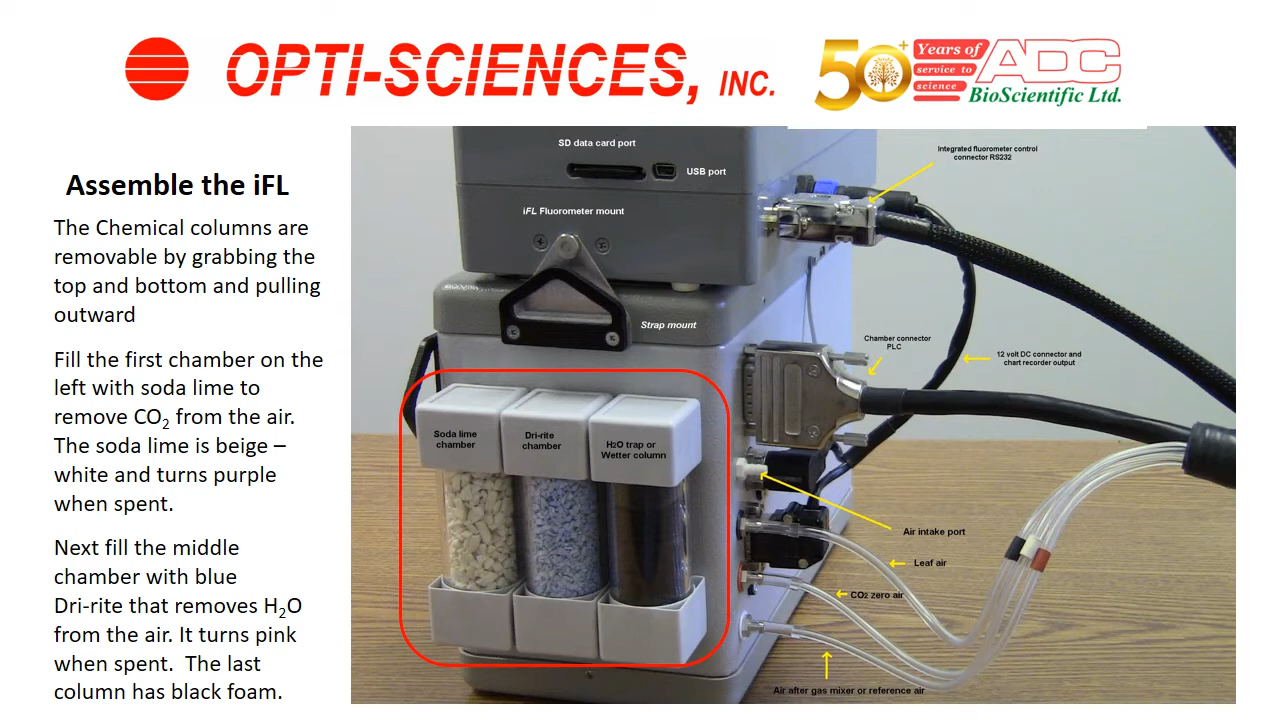 OPTI-SCIENCES, INC.
50+ Years of
service to
science
ADC
BioScientific Ltd.
Assemble the iFL
The Chemical columns are
removable by grabbing the
top and bottom and pulling
outward
Fill the first chamber on the
left with soda lime to
remove CO₂ from the air.
The soda lime is beige –
white and turns purple
when spent.
Next fill the middle
chamber with blue
Dri-rite that removes H₂O
from the air. It turns pink
when spent.  The last
column has black foam.
SD data card port
USB port
iFL Fluorometer mount
Strap mount
Integrated fluorometer control
connector RS232
Chamber connector
PLC
12 volt DC connector and
chart recorder output
Soda lime
chamber
Dri-rite
chamber
H₂O trap or
Wetter column
Air intake port
Leaf air
CO₂ zero air
Air after gas mixer or reference air